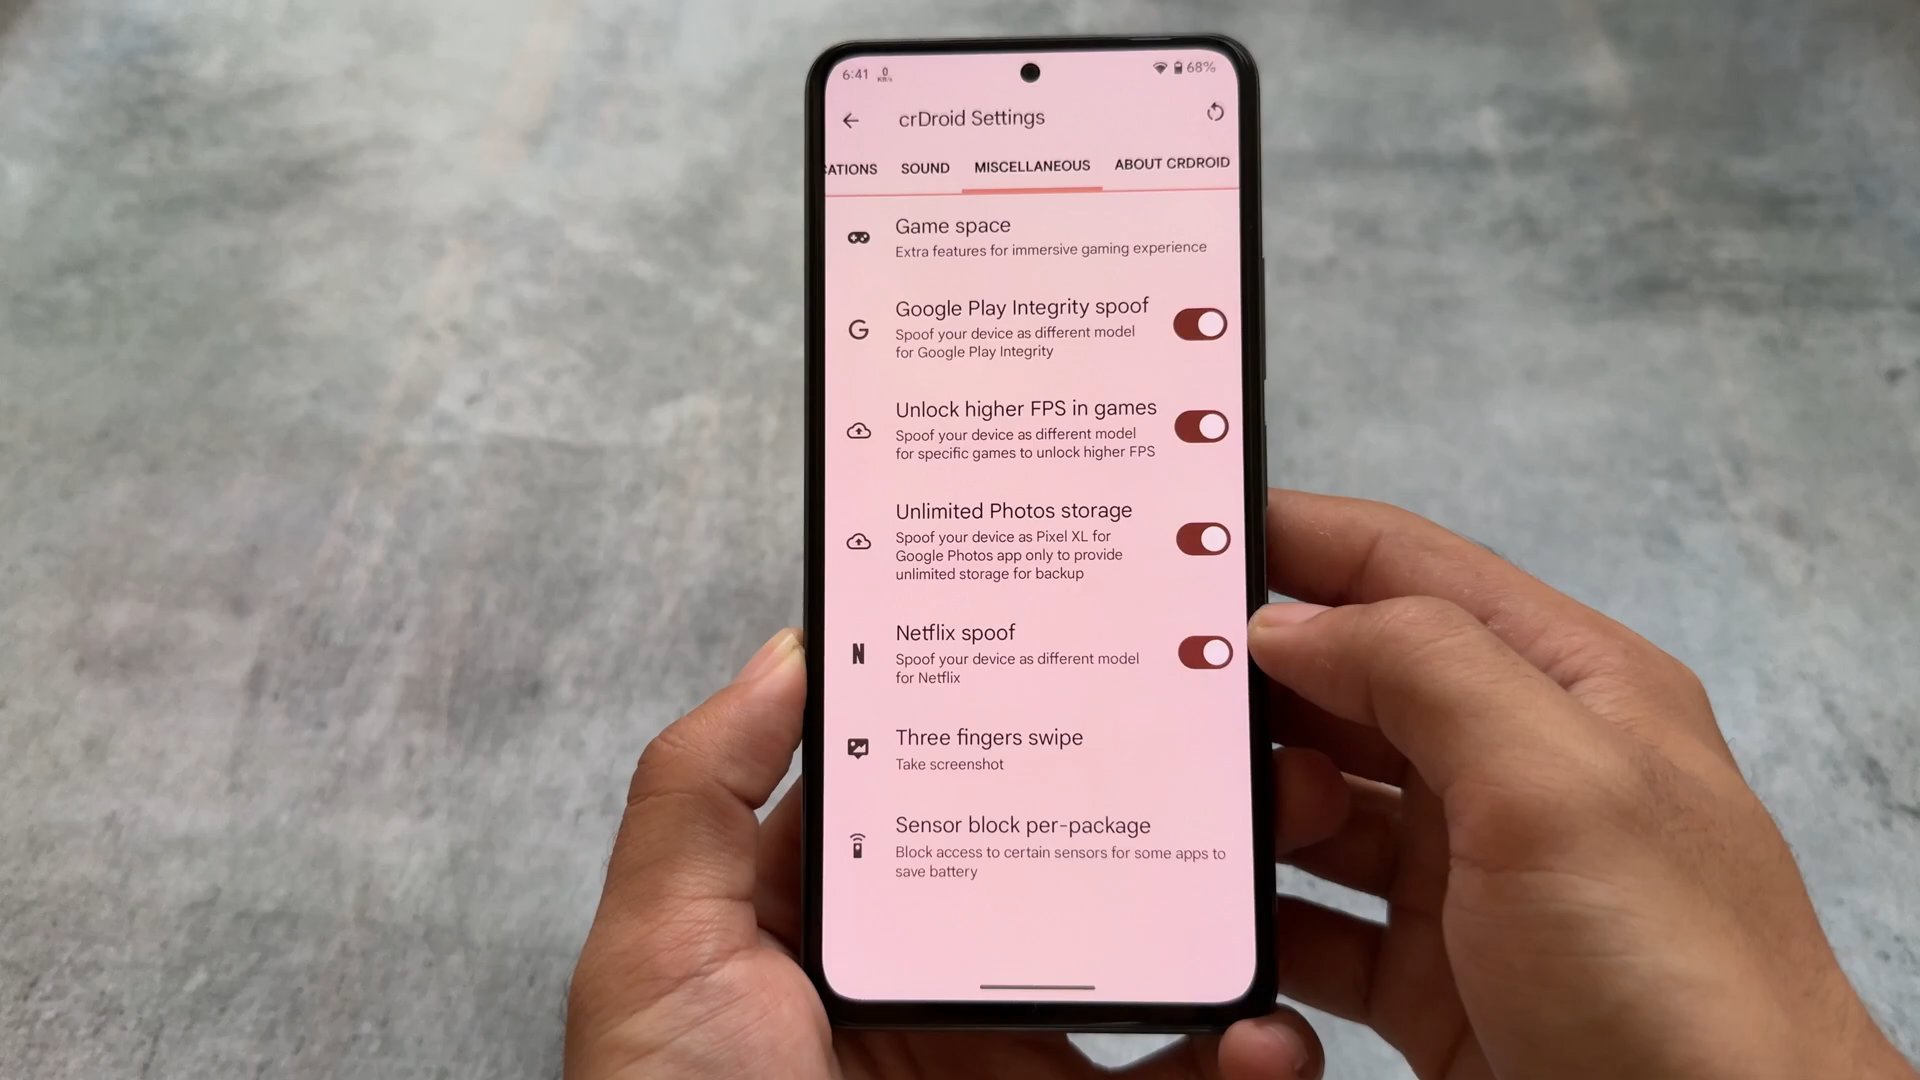 6:41 0 KB/s 68%
crDroid Settings
CATIONS SOUND MISCELLANEOUS ABOUT CRDROID
Game space
Extra features for immersive gaming experience
Google Play Integrity spoof
Spoof your device as different model
for Google Play Integrity
Unlock higher FPS in games
Spoof your device as different model
for specific games to unlock higher FPS
Unlimited Photos storage
Spoof your device as Pixel XL for
Google Photos app only to provide
unlimited storage for backup
N
Netflix spoof
Spoof your device as different model
for Netflix
Three fingers swipe
Take screenshot
Sensor block per-package
Block access to certain sensors for some apps to
save battery